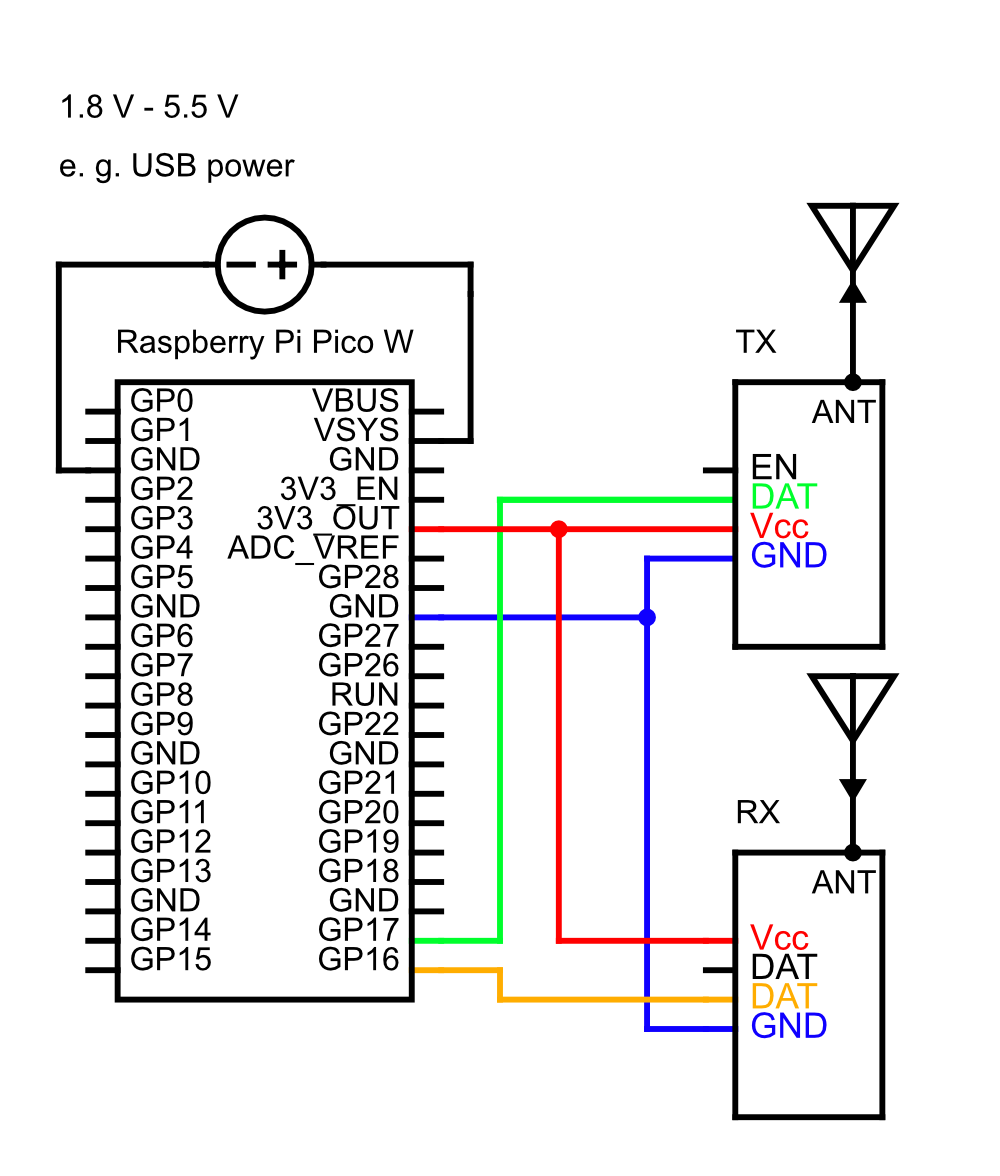 1.8 V - 5.5 V
e. g. USB power
Raspberry Pi Pico W
GP0 VBUS
GP1 VSYS
GND GND
GP2 3V3_EN
GP3 3V3_OUT
GP4 ADC_VREF
GP5 GP28
GND GND
GP6 GP27
GP7 GP26
GP8 RUN
GP9 GP22
GND GND
GP10 GP21
GP11 GP20
GP12 GP19
GP13 GP18
GND GND
GP14 GP17
GP15 GP16
TX
ANT
EN
DAT
Vcc
GND
RX
ANT
Vcc
DAT
DAT
GND